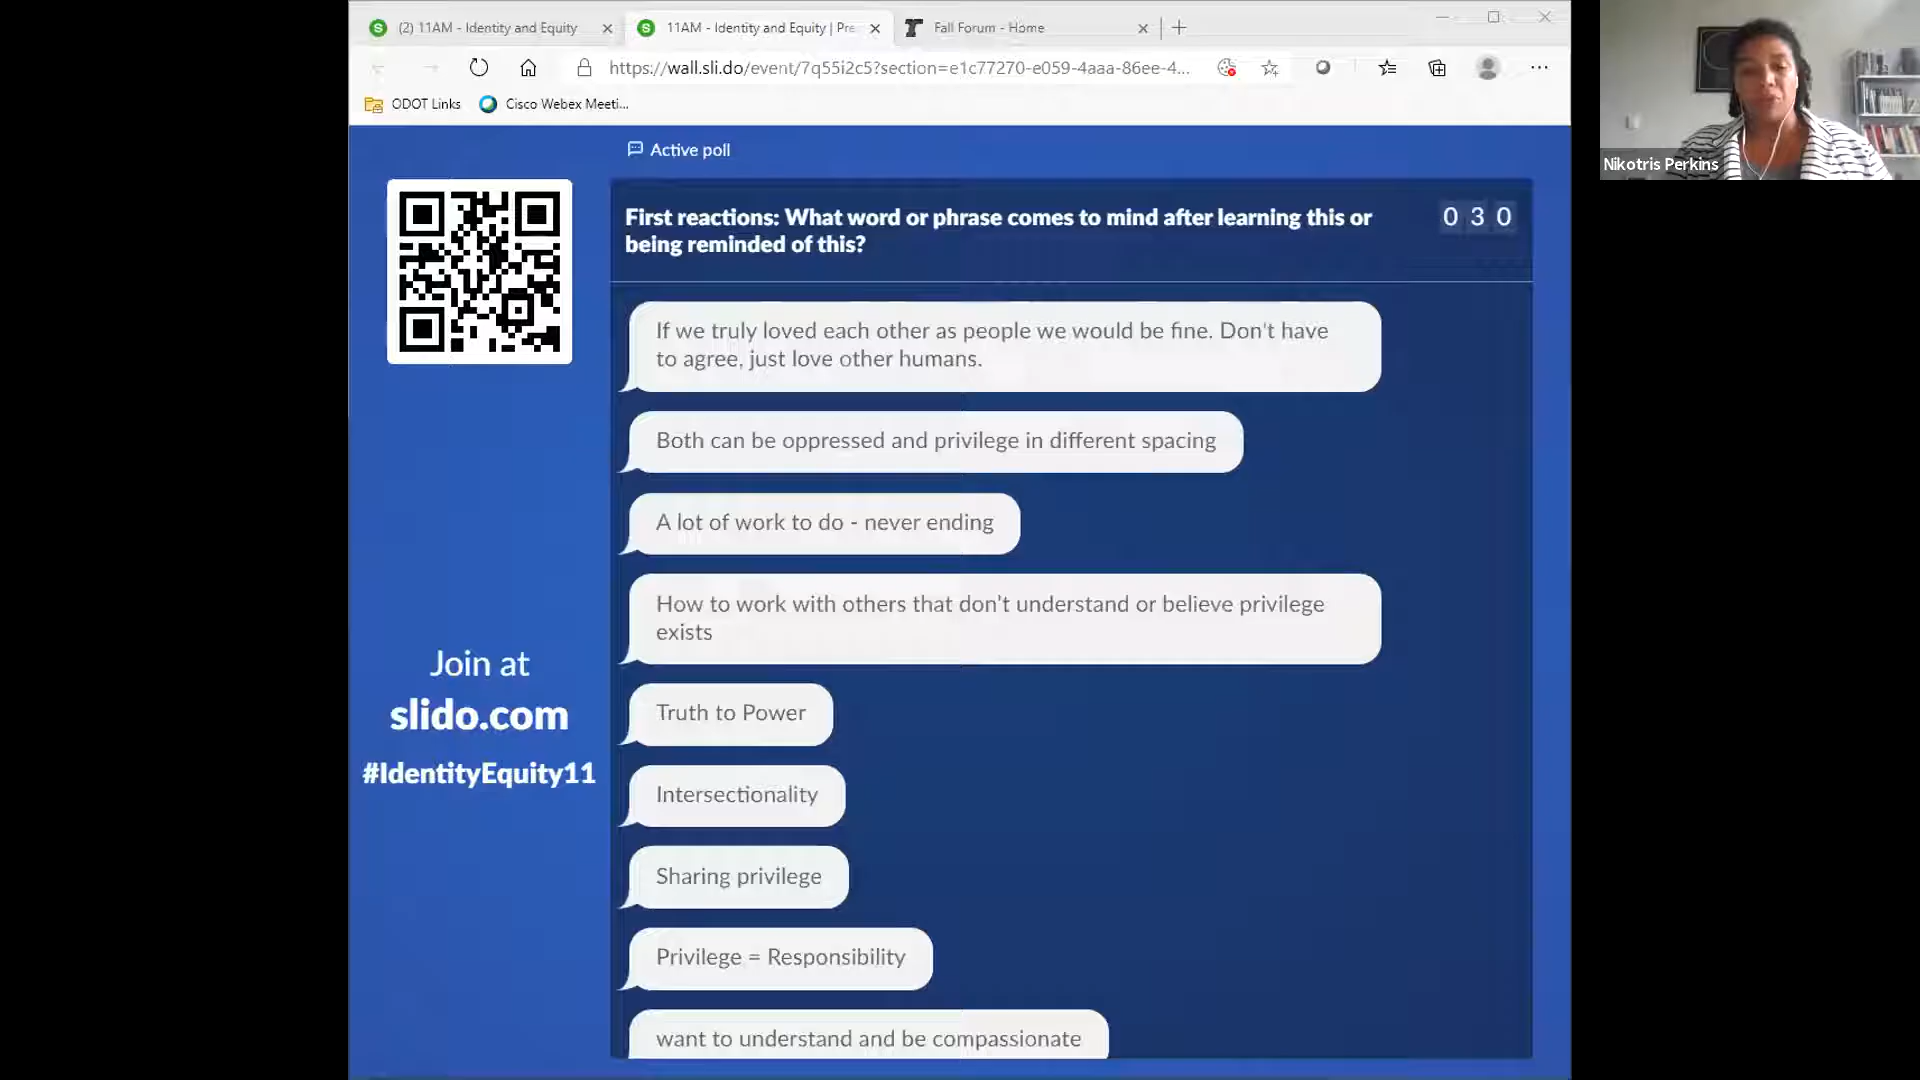 (2) 11AM - Identity and Equity
11AM - Identity and Equity | Pre
Fall Forum - Home
https://wall.sli.do/event/7q55i2c5?section=e1c77270-e059-4aaa-86ee-4...
ODOT Links
Cisco Webex Meeti...
Nikotris Perkins
Active poll
First reactions: What word or phrase comes to mind after learning this or
being reminded of this?
0 3 0
If we truly loved each other as people we would be fine. Don't have
to agree, just love other humans.
Both can be oppressed and privilege in different spacing
A lot of work to do - never ending
How to work with others that don't understand or believe privilege
exists
Truth to Power
Intersectionality
Sharing privilege
Privilege = Responsibility
want to understand and be compassionate
Join at
slido.com
#IdentityEquity11